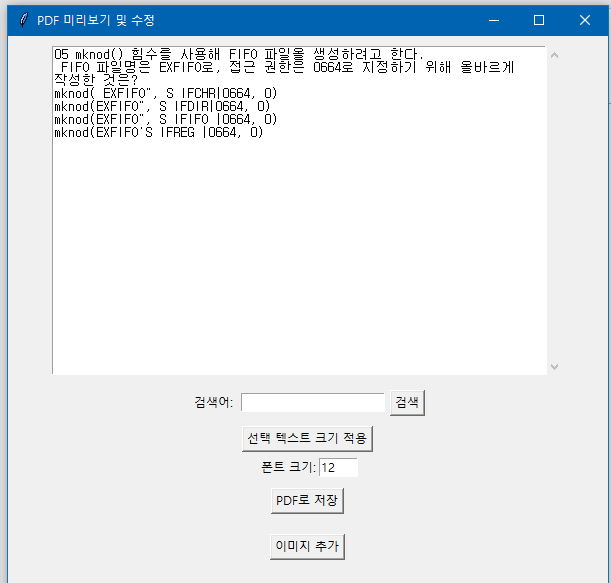 PDF 미리보기 및 수정
05 mknod() 힘수를 사용해 FIFO 파일올 생성하려고 한다.
FIFO 파일명은 EXFIFO로, 접근 권한은 0664로 지정하기 위해 올바르게
작성한 것은?
mknod( EXFIFO", S IFCHR|0664, 0)
mknod(EXFIFO", S IFDIR|0664, 0)
mknod(EXFIFO", S IFIFO |0664, 0)
mknod(EXFIFO'S IFREG |0664, 0)
검색어: 검색
선택 텍스트 크기 적용
폰트 크기: 12
PDF로 저장
이미지 추가